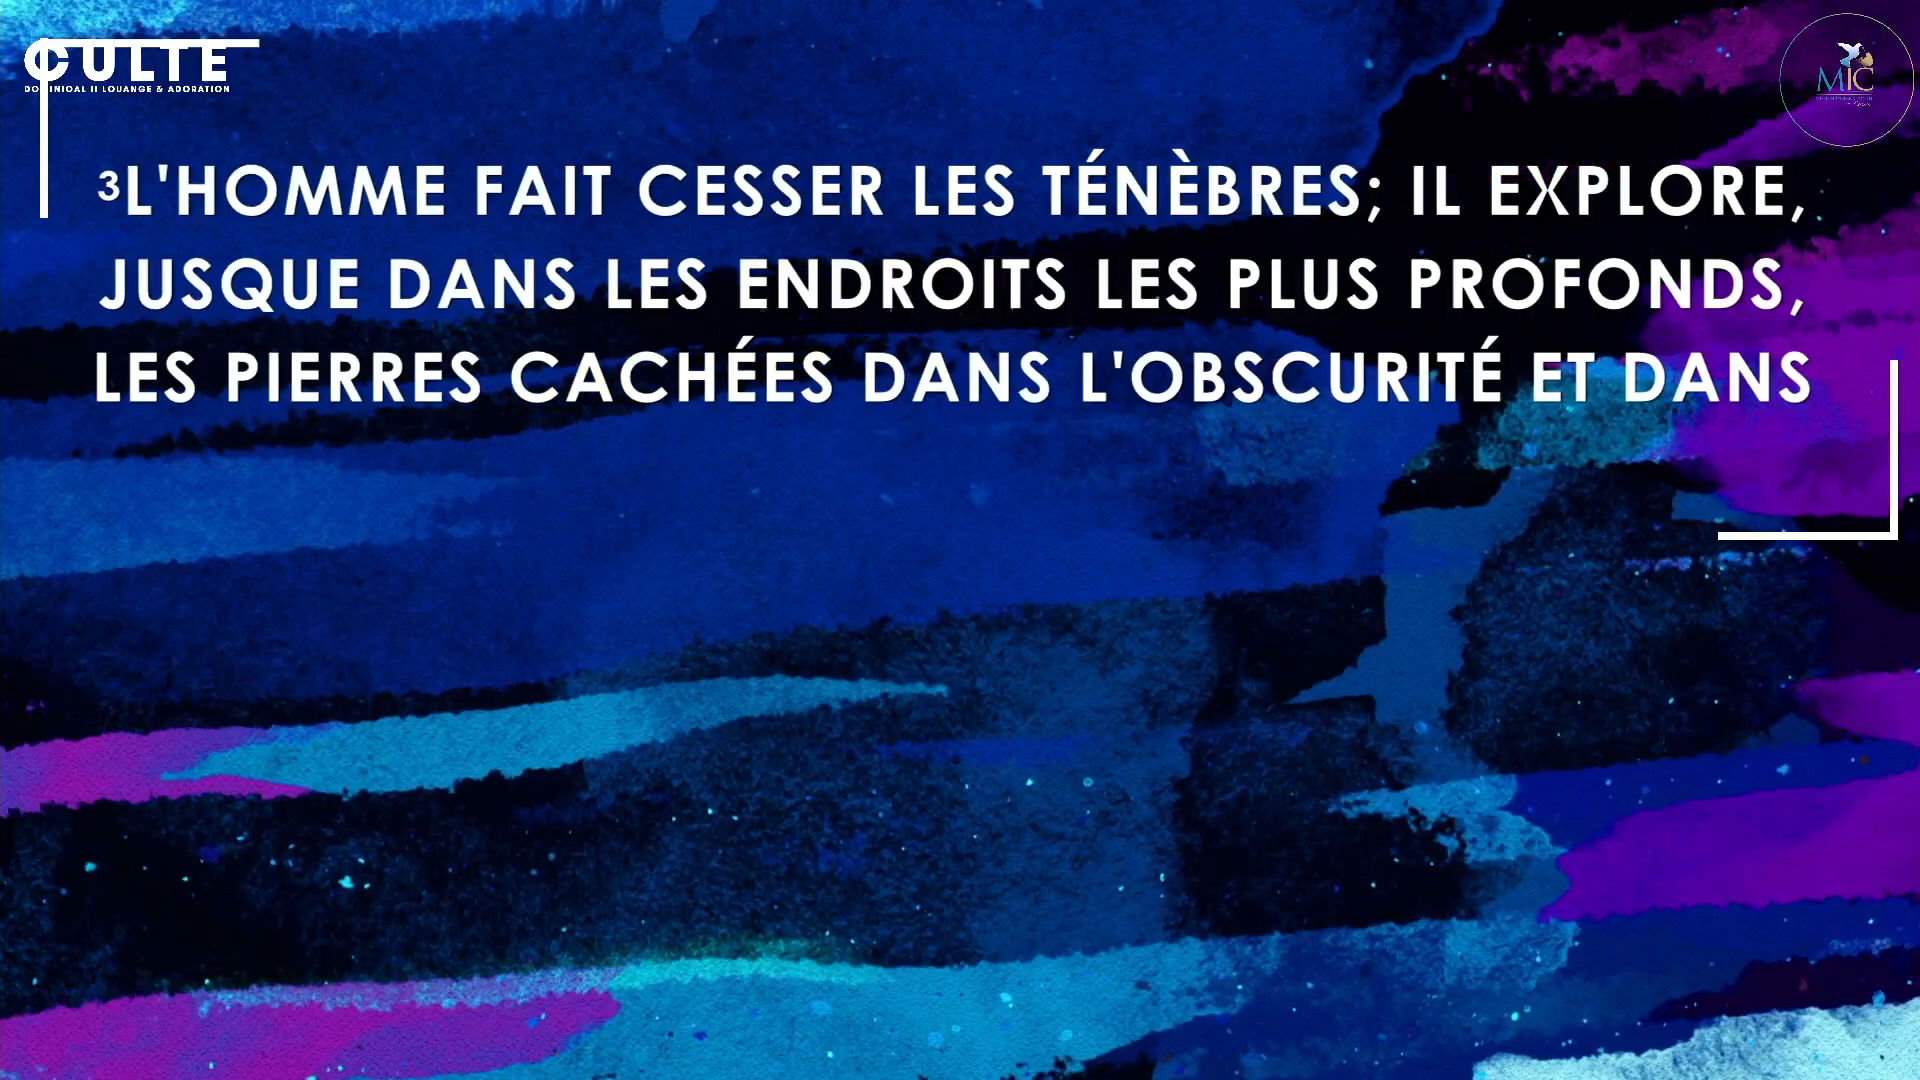 CULTE
DOMINICAL II LOUANGE & ADORATION
MIC
3L'HOMME FAIT CESSER LES TÉNÈBRES; IL EXPLORE,
JUSQUE DANS LES ENDROITS LES PLUS PROFONDS,
LES PIERRES CACHÉES DANS L'OBSCURITÉ ET DANS